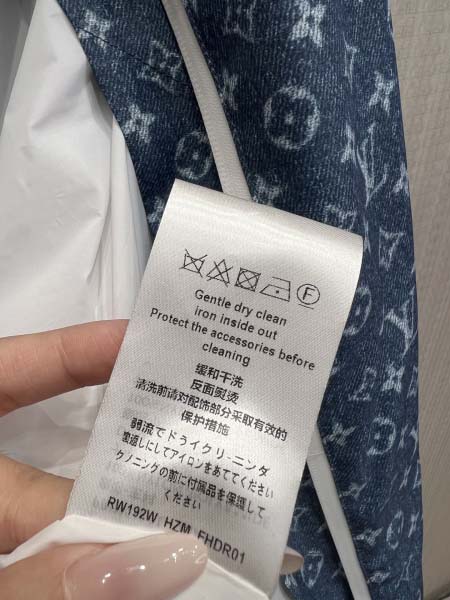 F
Gentle dry clean
iron inside out
Protect the accessories before
cleaning
缓和干洗
反面熨烫
清洗前请对配饰部分采取有效的
保护措施
弱流でドライクリ-ニンダ
裏返しにしてアイロンをあててください
クノニングの前に付属品を保護して
ください
RW192W HZM FHDR01